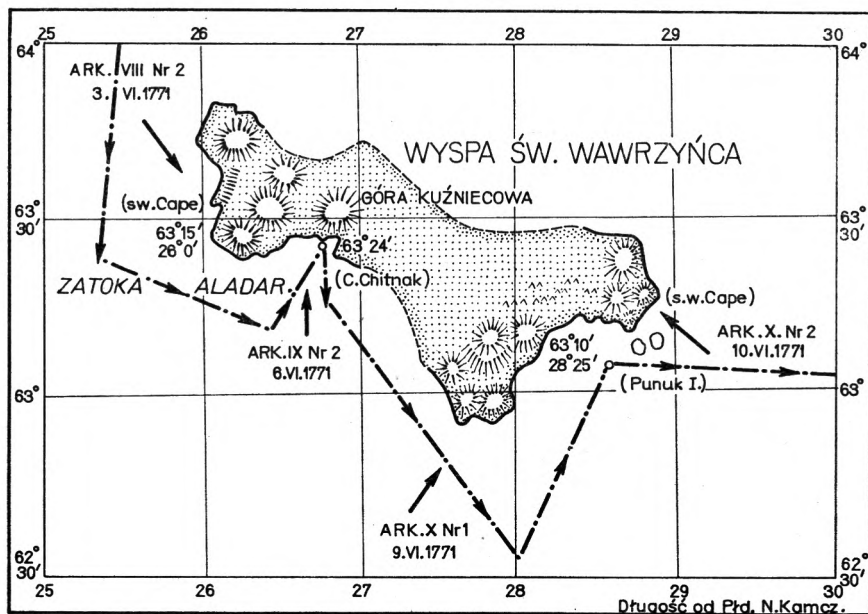 25 26 27 28 29 30
64° 64°
ARK. VIII Nr 2
3. VI.1771
WYSPA ŚW. WAWRZYŃCA
(sw.Cape)
63°15′
26°0′
GÓRA KUŹNIECOWA
63° 30′ 63° 30′
63°24′
ZATOKA ALADAR
(C.Chitnak)
(s.w.Cape)
ARK.IX Nr 2
6.VI.1771
63°10′
28°25′
ARK.X. Nr 2
10.VI.1771
(Punuk I.)
63° 63°
ARK.X Nr1
9.VI.1771
62° 30′ 62° 30′
25 26 27 28 29 30
Długość od Płd. N.Kamcz.